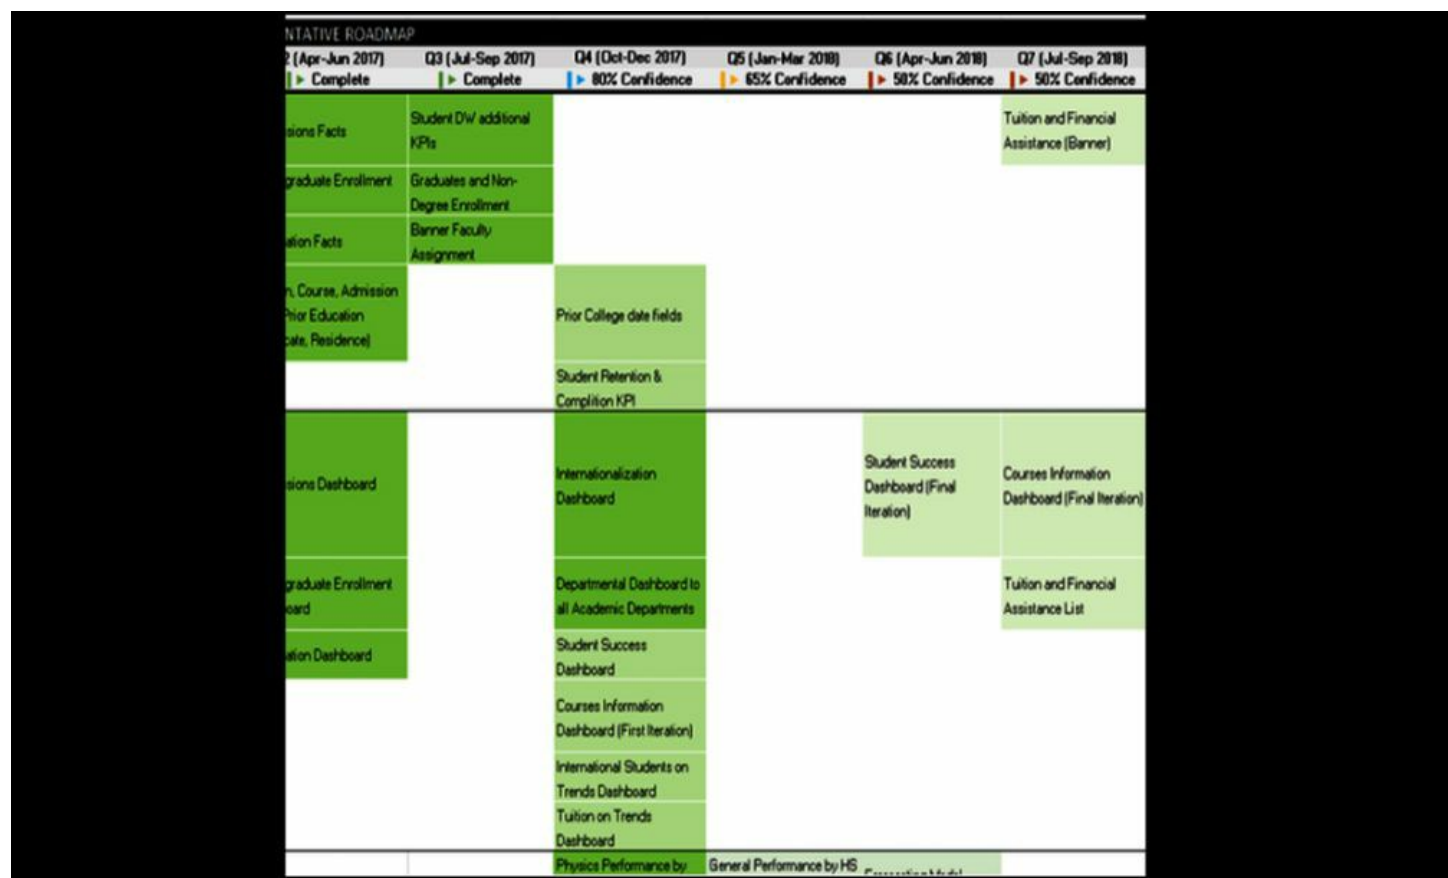 NTATIVE ROADMAP
2 (Apr-Jun 2017) Q3 (Jul-Sep 2017) Q4 (Oct-Dec 2017) Q5 (Jan-Mar 2018) Q6 (Apr-Jun 2018) Q7 (Jul-Sep 2018)
Complete Complete 80% Confidence 65% Confidence 50% Confidence 50% Confidence
sions Facts
Student DW additional
KPIs
Tuition and Financial
Assistance (Banner)
graduate Enrollment
Graduates and Non-
Degree Enrollment
ation Facts
Banner Faculty
Assignment
n, Course, Admission
Prior Education
cate, Residence)
Prior College date fields
Student Retention &
Complition KPI
sions Dashboard
Internationalization
Dashboard
Student Success
Dashboard (Final
Iteration)
Courses Information
Dashboard (Final Iteration)
graduate Enrollment
oard
Departmental Dashboard to
all Academic Departments
Tuition and Financial
Assistance List
ation Dashboard
Student Success
Dashboard
Courses Information
Dashboard (First Iteration)
International Students on
Trends Dashboard
Tuition on Trends
Dashboard
Physics Performance by
General Performance by HS